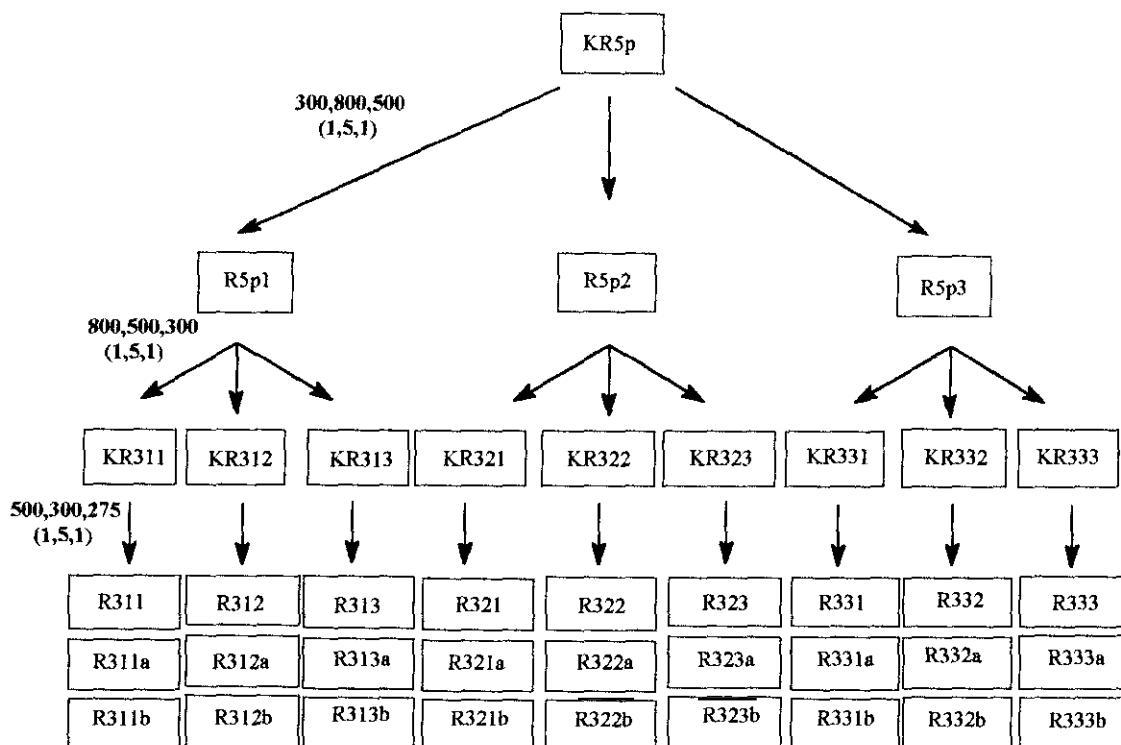 KR5p
300,800,500
(1,5,1)
R5p1
R5p2
R5p3
800,500,300
(1,5,1)
KR311
KR312
KR313
KR321
KR322
KR323
KR331
KR332
KR333
500,300,275
(1,5,1)
R311
R312
R313
R321
R322
R323
R331
R332
R333
R311a
R312a
R313a
R321a
R322a
R323a
R331a
R332a
R333a
R311b
R312b
R313b
R321b
R322b
R323b
R331b
R332b
R333b